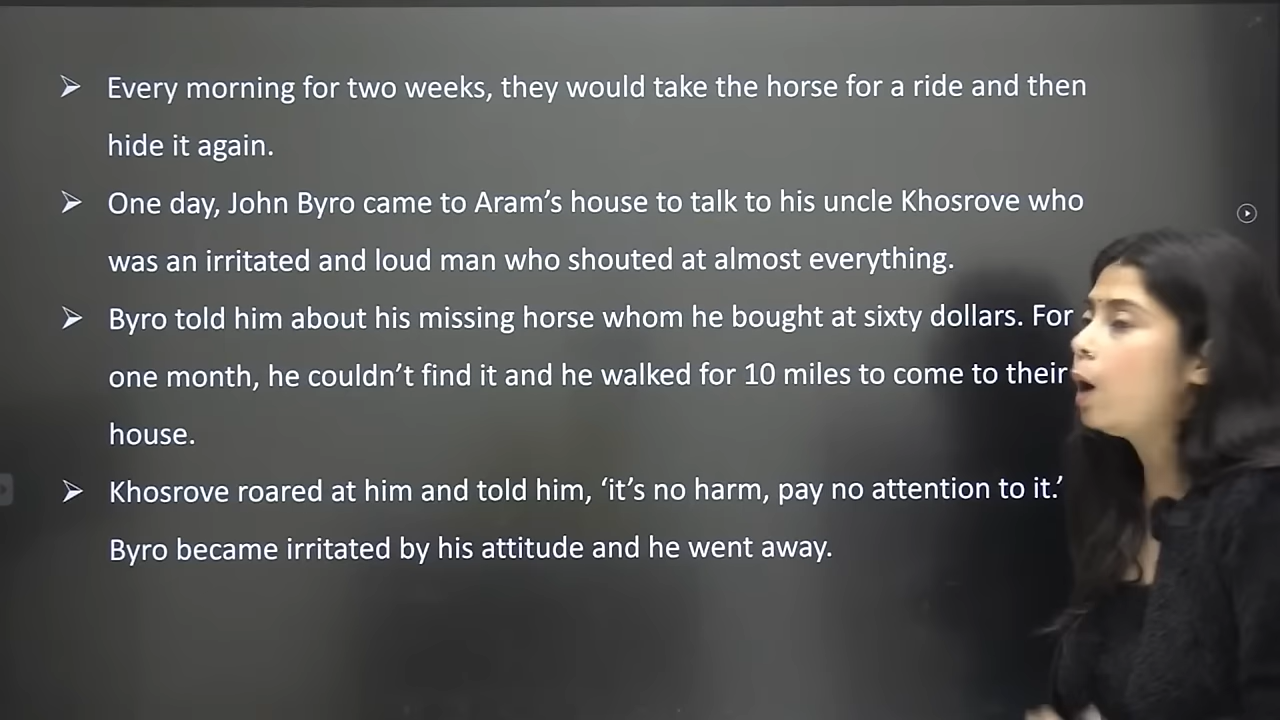 ➢ Every morning for two weeks, they would take the horse for a ride and then
hide it again.
➢ One day, John Byro came to Aram’s house to talk to his uncle Khosrove who
was an irritated and loud man who shouted at almost everything.
➢ Byro told him about his missing horse whom he bought at sixty dollars. For
one month, he couldn’t find it and he walked for 10 miles to come to their
house.
➢ Khosrove roared at him and told him, ‘it’s no harm, pay no attention to it.’
Byro became irritated by his attitude and he went away.